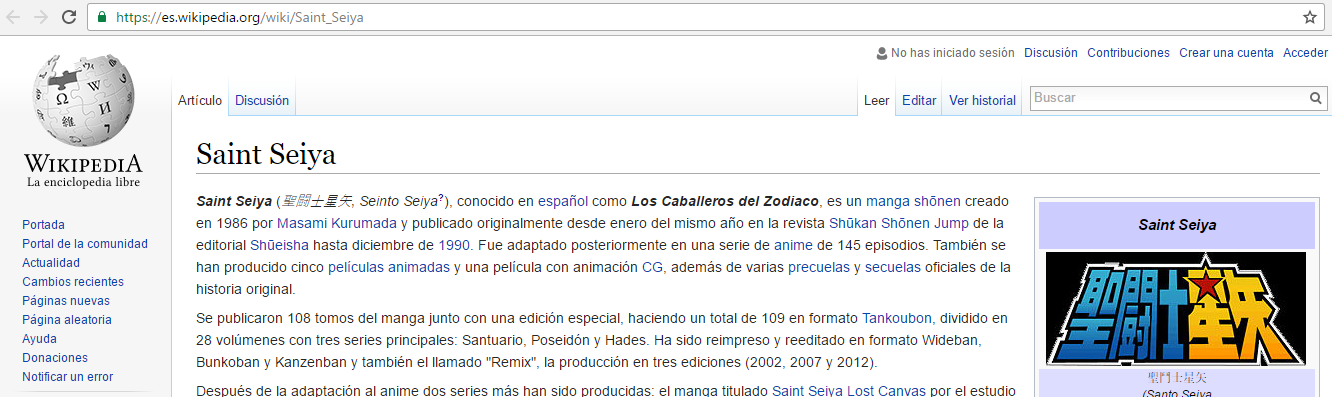 https://es.wikipedia.org/wiki/Saint_Seiya
No ha iniciado sesión Discusión Contribuciones Crear una cuenta Acceder
Artículo Discusión Leer Editar Ver historial Buscar
WIKIPEDIA
La enciclopedia libre
Portada
Portal de la comunidad
Actualidad
Cambios recientes
Páginas nuevas
Página aleatoria
Ayuda
Donaciones
Notificar un error
Saint Seiya
Saint Seiya (聖闘士星矢, Seinto Seiya?), conocido en español como Los Caballeros del Zodiaco, es un manga shōnen creado
en 1986 por Masami Kurumada y publicado originalmente desde enero del mismo año en la revista Shūkan Shōnen Jump de la
editorial Shūeisha hasta diciembre de 1990. Fue adaptado posteriormente en una serie de anime de 145 episodios. También se
han producido cinco películas animadas y una película con animación CG, además de varias precuelas y secuelas oficiales de la
historia original.
Se publicaron 108 tomos del manga junto con una edición especial, haciendo un total de 109 en formato Tankoubon, dividido en
28 volúmenes con tres series principales: Santuario, Poseidón y Hades. Ha sido reimpreso y reeditado en formato Wideban,
Bunkoban y Kanzenban y también el llamado "Remix", la producción en tres ediciones (2002, 2007 y 2012).
Después de la adaptación al anime dos series más han sido producidas: el manga titulado Saint Seiya Lost Canvas por el estudio
Saint Seiya
聖闘士星矢
聖闘士星矢
(Santo Seiya